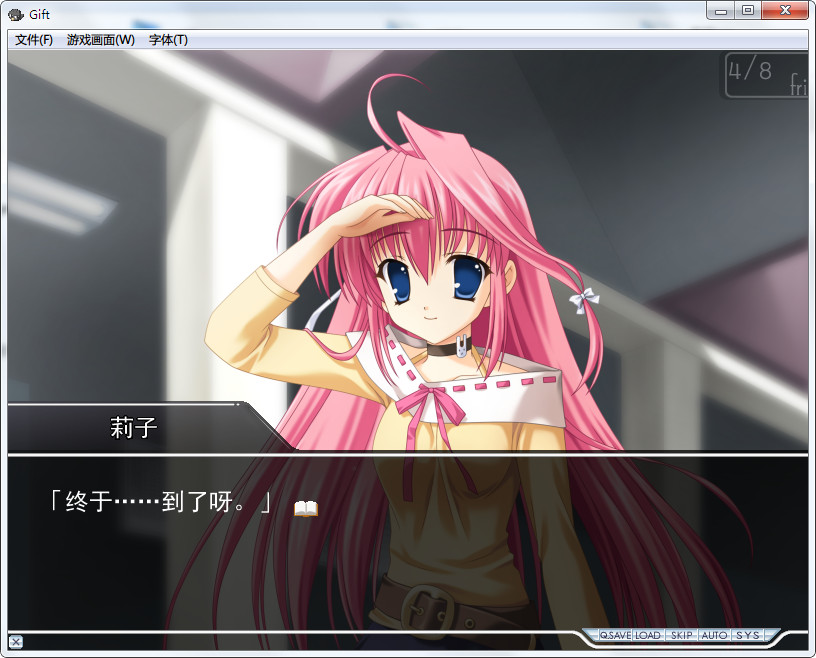 Gift
文件(F) 游戏画面(W) 字体(T)
4/8
fri
莉子
「终于……到了呀。」
Q.SAVE LOAD SKIP AUTO SYS